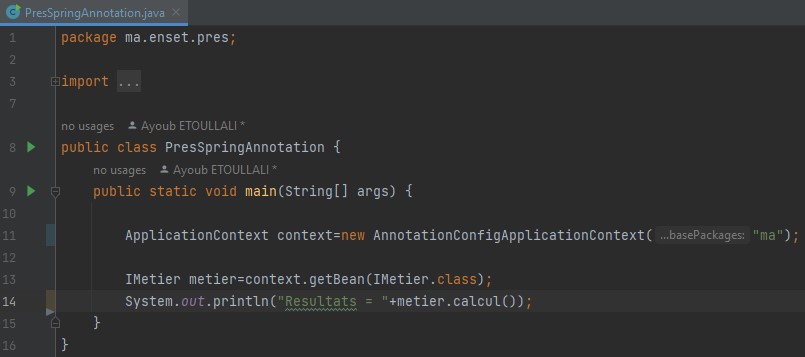 PresSpringAnnotation.java
1 package ma.enset.pres;
2
3 import ...
7
no usages Ayoub ETOULLALI *
8 public class PresSpringAnnotation {
no usages Ayoub ETOULLALI *
9 public static void main(String[] args) {
10
11 ApplicationContext context=new AnnotationConfigApplicationContext( ...basePackages: "ma");
12
13 IMetier metier=context.getBean(IMetier.class);
14 System.out.println("Resultats = "+metier.calcul());
15 }
16 }